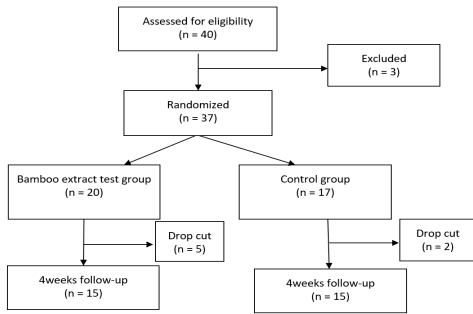 Assessed for eligibility
(n = 40)
Excluded
(n = 3)
Randomized
(n = 37)
Bamboo extract test group
(n = 20)
Control group
(n = 17)
Drop cut
(n = 5)
Drop cut
(n = 2)
4weeks follow-up
(n = 15)
4weeks follow-up
(n = 15)